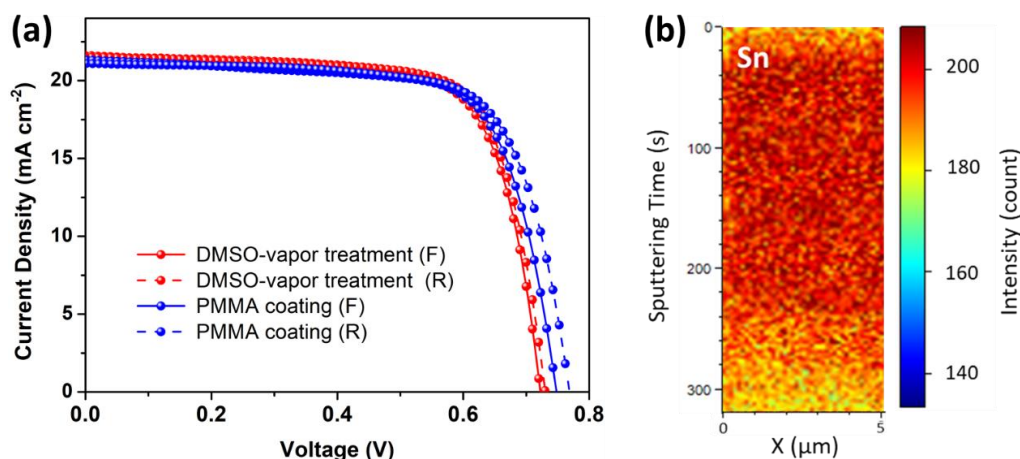 (a)
20
15
10
5
0
Current Density (mA cm-2)
DMSO-vapor treatment (F)
DMSO-vapor treatment (R)
PMMA coating (F)
PMMA coating (R)
0.0 0.2 0.4 0.6 0.8
Voltage (V)
(b)
Sn
0
100
200
300
Sputtering Time (s)
0 5
X (μm)
200
180
160
140
Intensity (count)